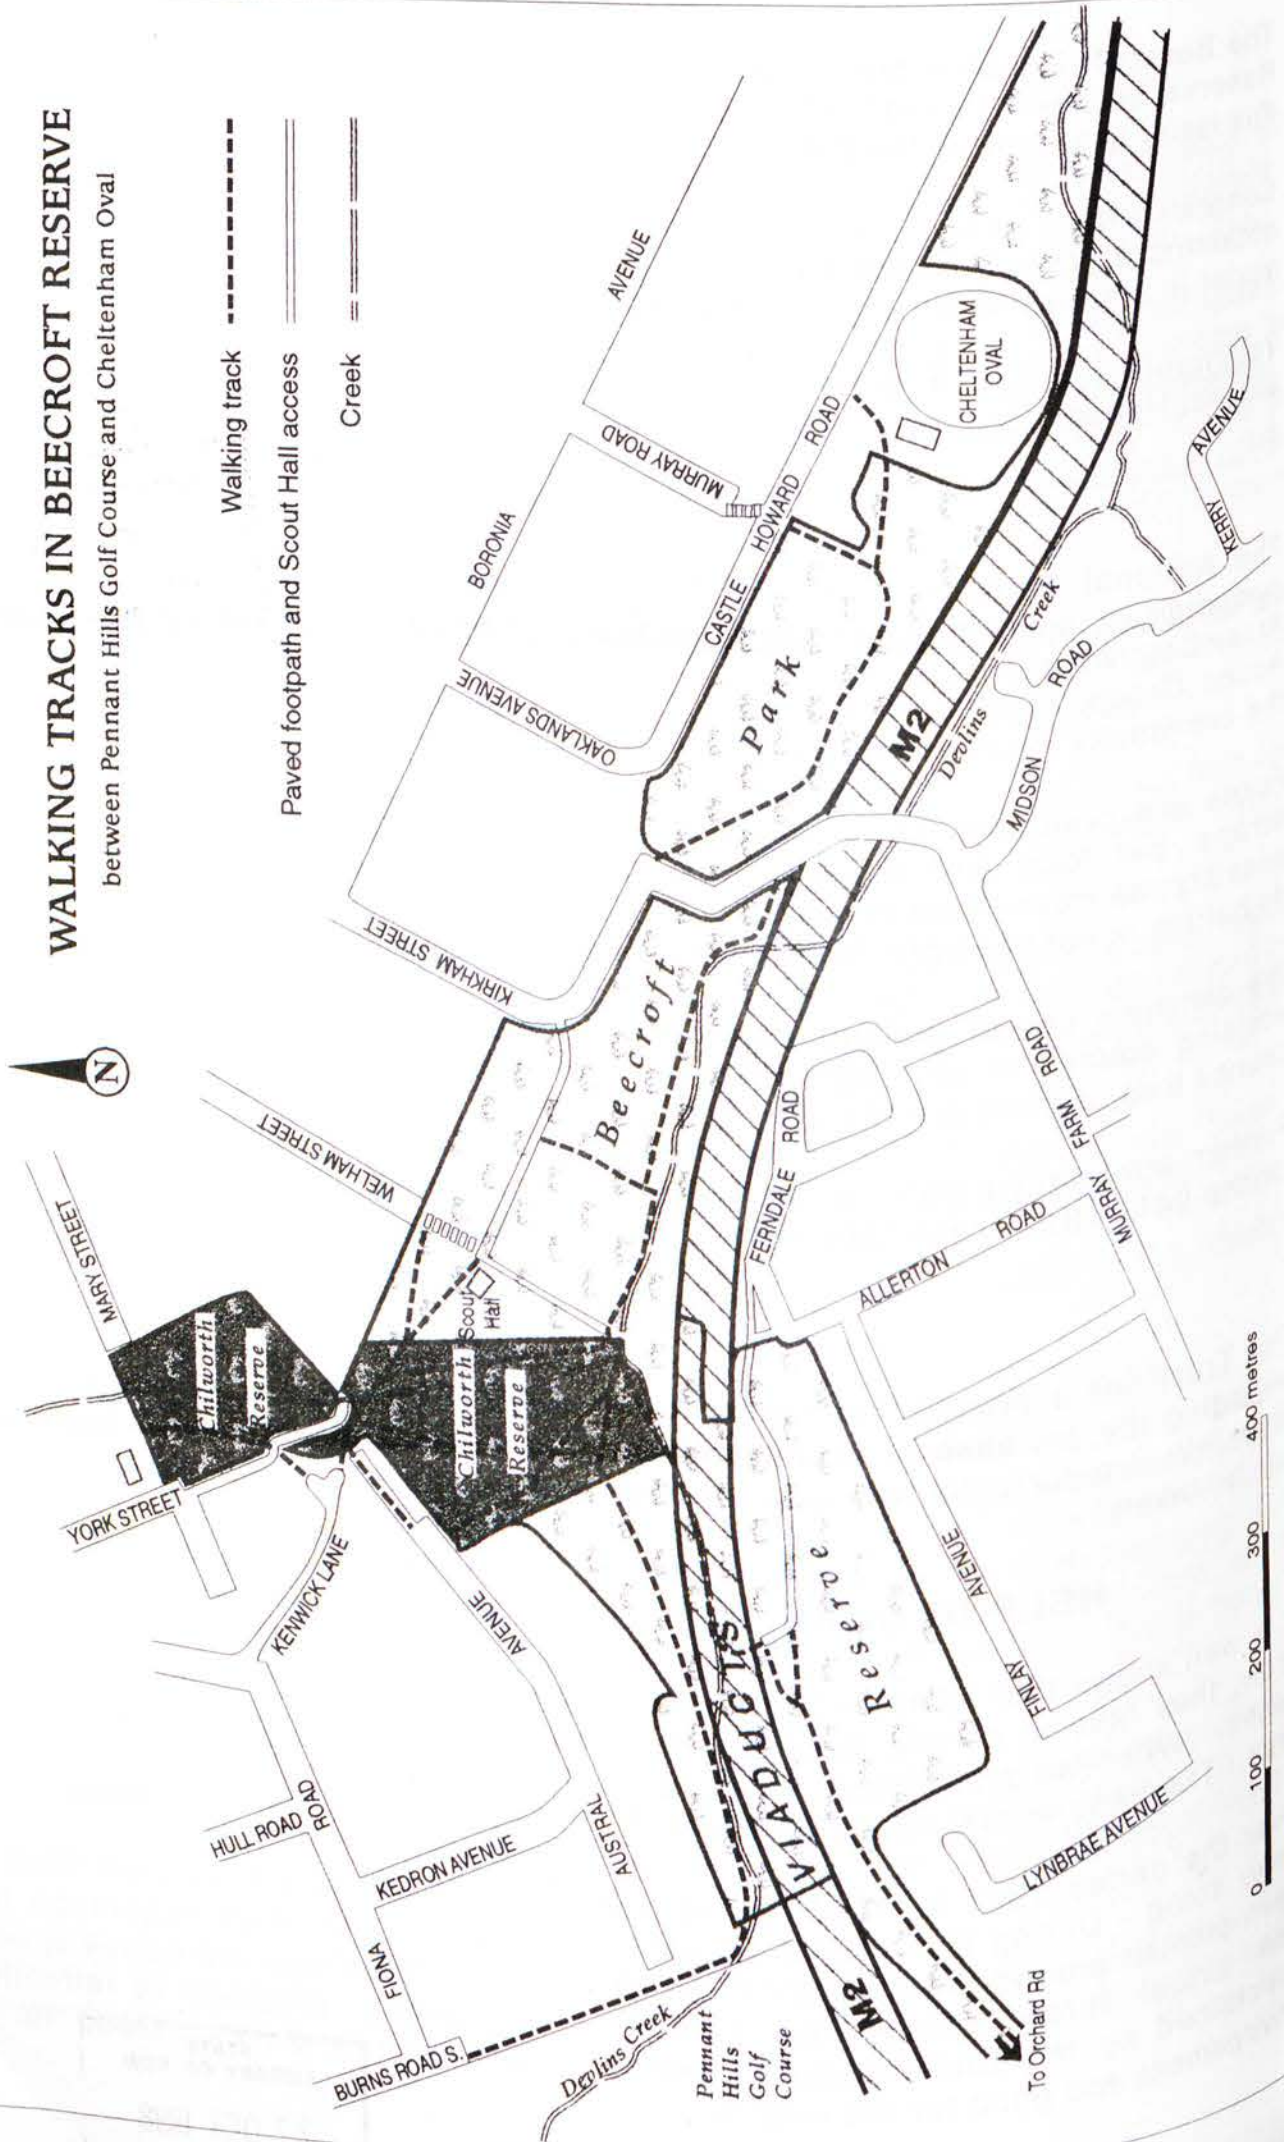 WALKING TRACKS IN BEECROFT RESERVE
between Pennant Hills Golf Course and Cheltenham Oval
Walking track
Paved footpath and Scout Hall access
Creek
N
MARY STREET
YORK STREET
Chilworth
Reserve
KENWICK LANE
HULL ROAD
FIONA
ROAD
BURNS ROAD S.
KEDRON AVENUE
AUSTRAL
AVENUE
Chilworth
Reserve
Scout
Hall
WELHAM STREET
KIRKHAM STREET
OAKLANDS AVENUE
BORONIA
AVENUE
MURRAY ROAD
CASTLE HOWARD ROAD
CHELTENHAM
OVAL
Beecroft
Park
M2
Devlins Creek
MIDSON ROAD
KERRY AVENUE
FERNDALE ROAD
MURRAY FARM ROAD
ALLERTON ROAD
VIADUCTS
Reserve
FINLAY AVENUE
LYNBRAE AVENUE
M2
Devlins Creek
Pennant
Hills
Golf
Course
To Orchard Rd
0 100 200 300 400 metres